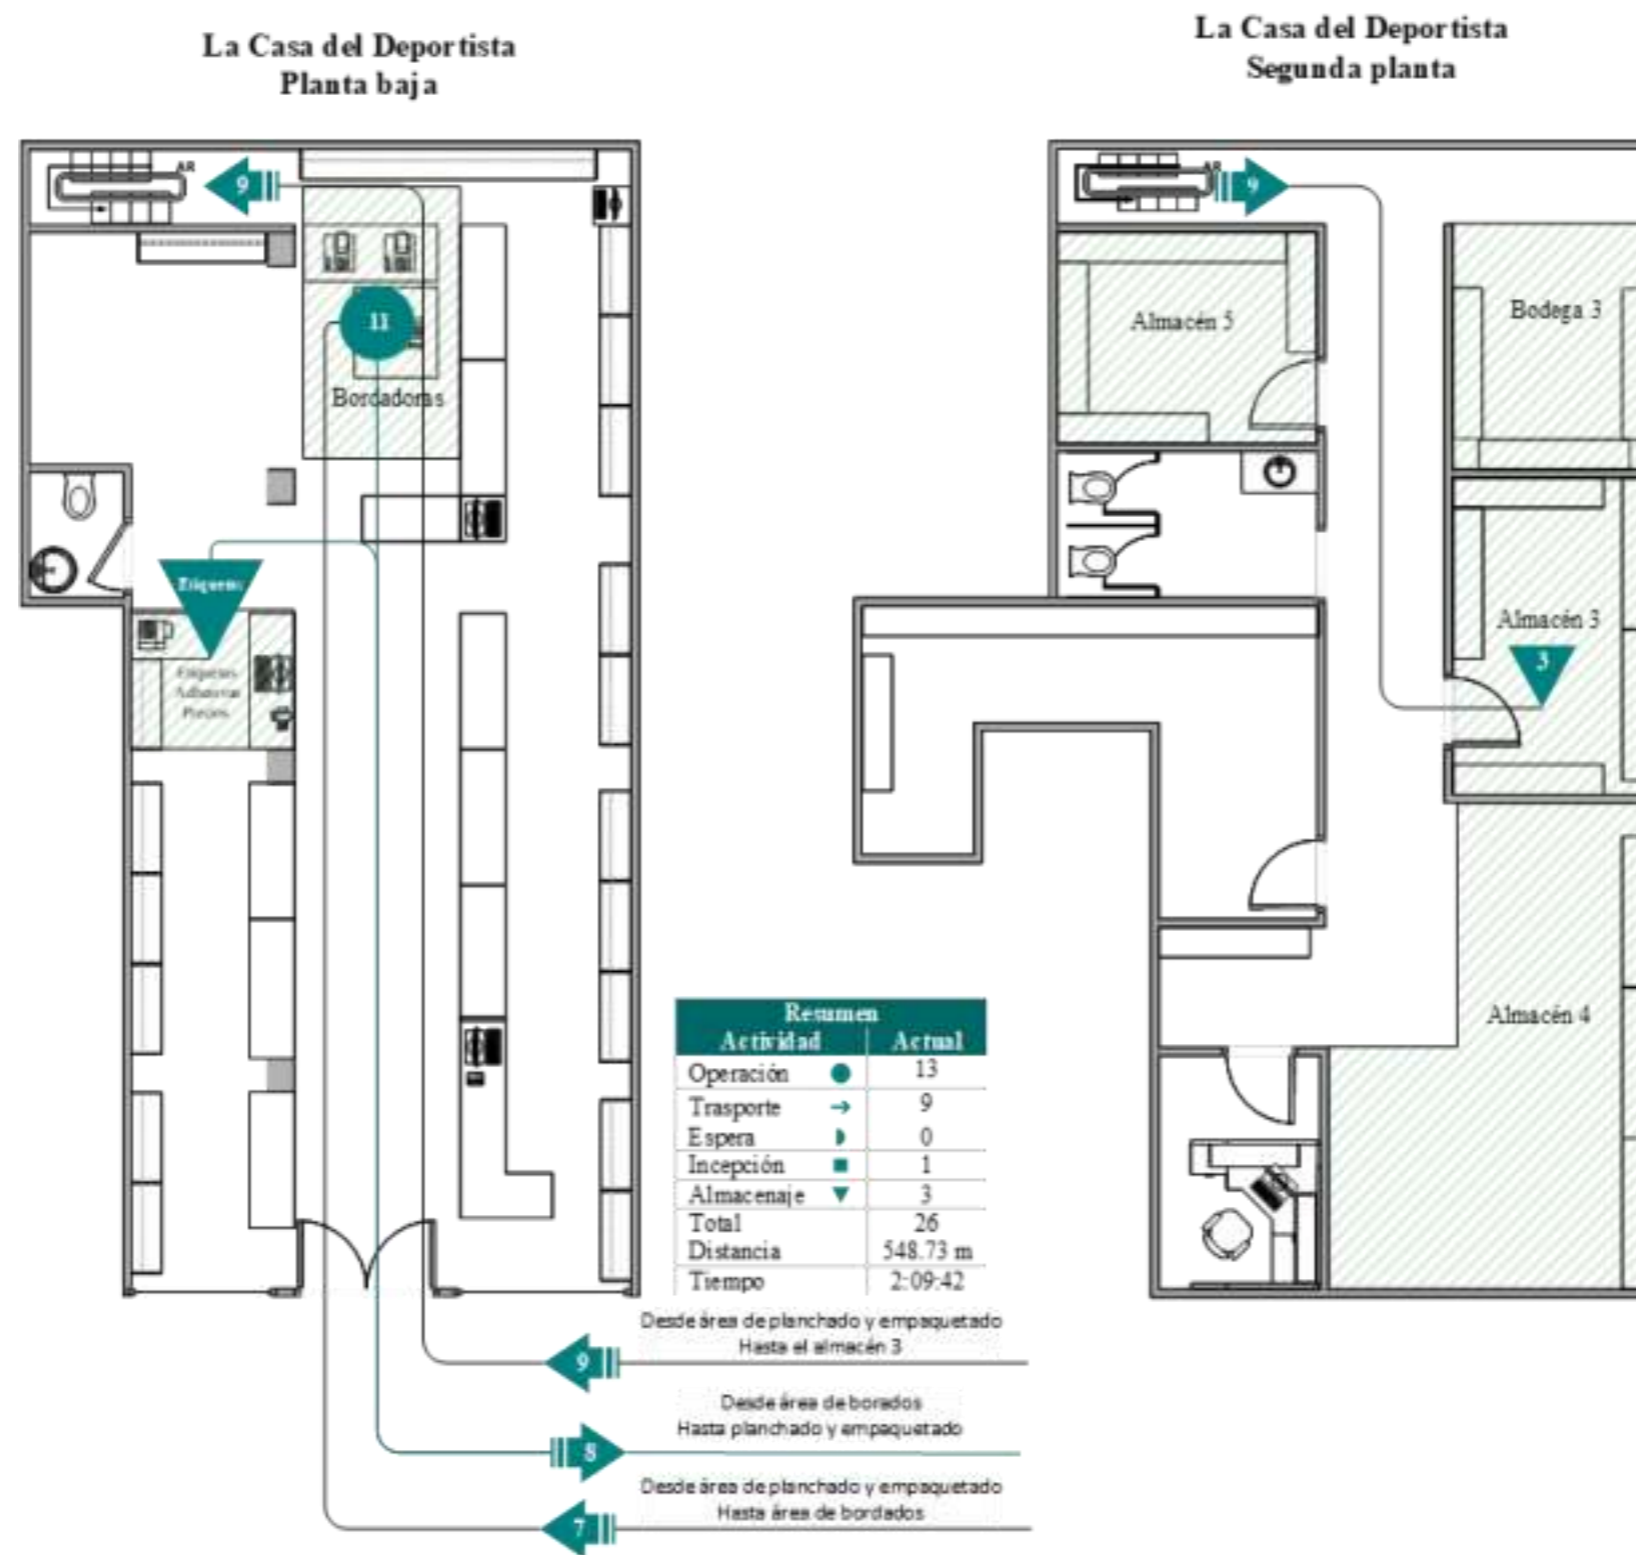 La Casa del Deportista
Planta baja
La Casa del Deportista
Segunda planta
AR
9
11
Bordadoras
Etiquetas
Adhesivas
Precios
AR
9
Almacén 5
Bodega 3
Almacén 3
3
Almacén 4
Resumen
Actividad Actual
Operación 13
Trasporte 9
Espera 0
Incepción 1
Almacenaje 3
Total 26
Distancia 548.73 m
Tiempo 2:09:42
Desde área de planchado y empaquetado
Hasta el almacén 3
9
Desde área de borados
Hasta planchado y empaquetado
8
Desde área de planchado y empaquetado
Hasta área de bordados
7